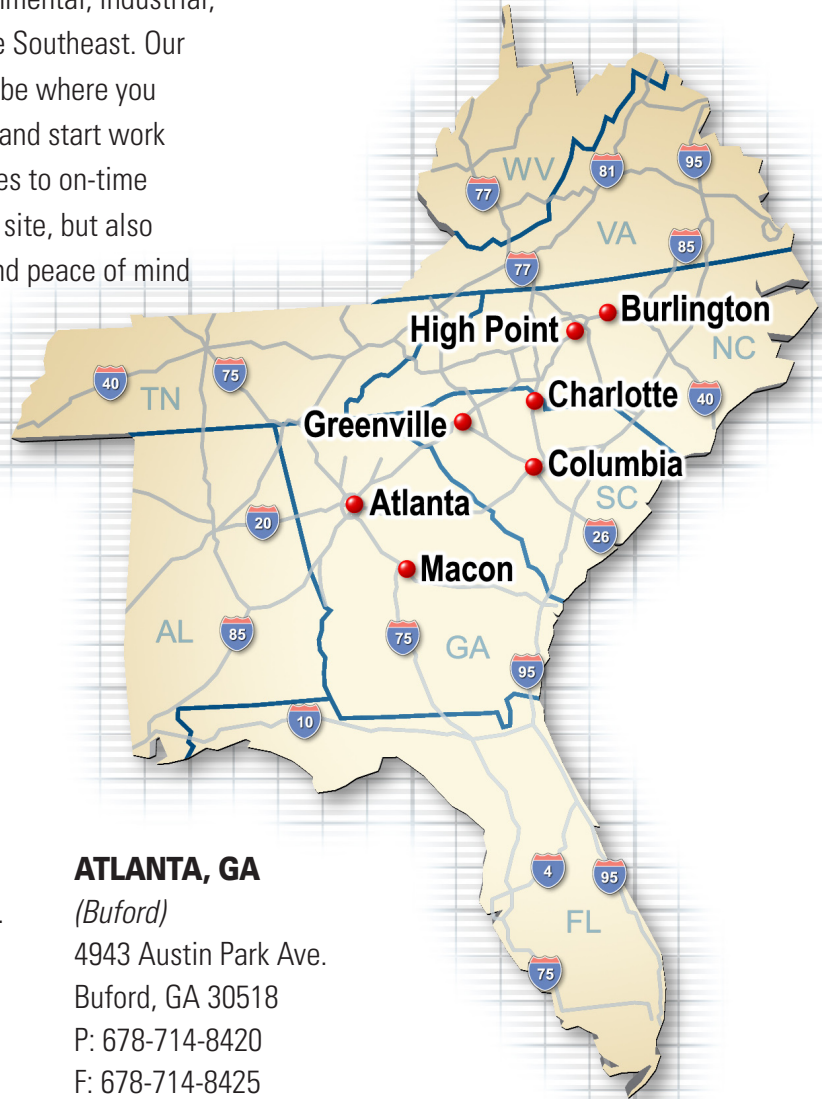 nmental, industrial,
e Southeast. Our
be where you
and start work
es to on-time
site, but also
nd peace of mind
WV
81
95
77
VA
85
77
Burlington
High Point
NC
40
TN
75
Charlotte
40
Greenville
Columbia
SC
Atlanta
20
26
Macon
AL
85
75
GA
95
10
ATLANTA, GA
(Buford)
4943 Austin Park Ave.
Buford, GA 30518
P: 678-714-8420
F: 678-714-8425
4
95
FL
75